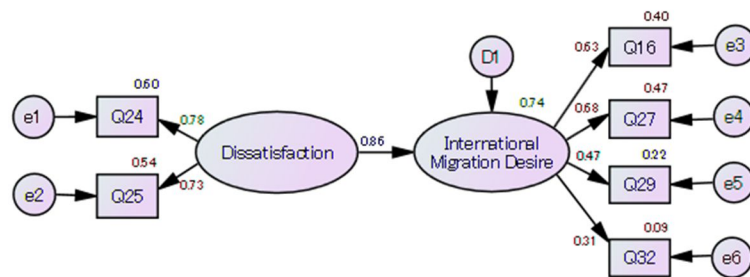 0.40
Q16
e3
0.63
D1
0.60
0.74
0.47
e1
Q24
0.78
0.68
Q27
e4
Dissatisfaction
0.86
International
Migration Desire
0.54
0.73
0.47
0.22
e2
Q25
Q29
e5
0.31
0.09
Q32
e6